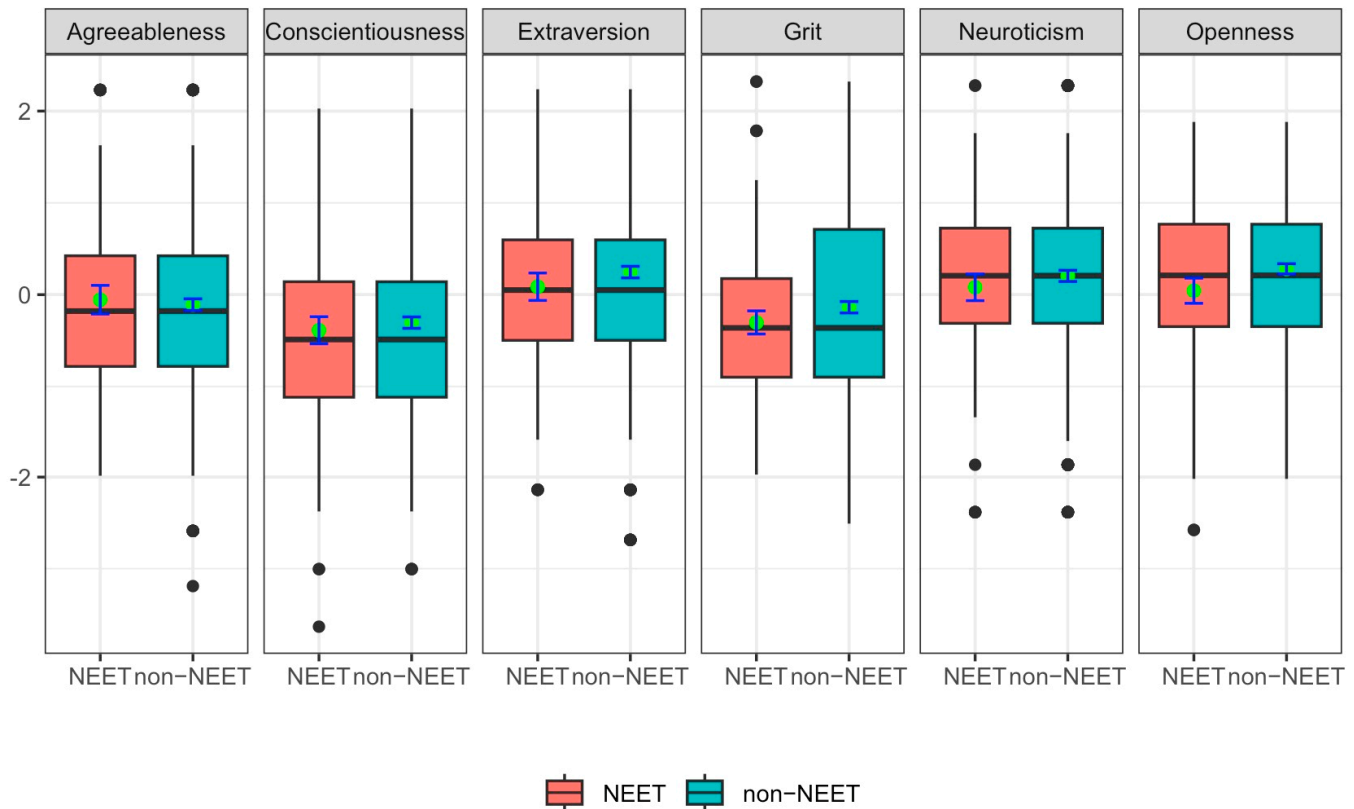 Agreeableness Conscientiousness Extraversion Grit Neuroticism Openness
2
0
-2
NEET non−NEET NEET non−NEET NEET non−NEET NEET non−NEET NEET non−NEET NEET non−NEET
NEET non−NEET